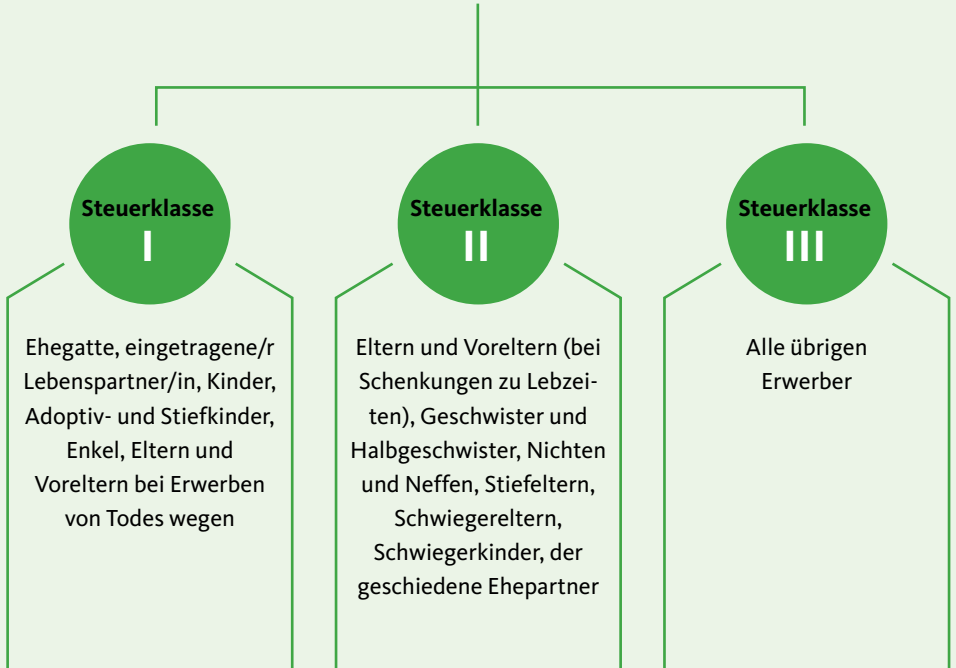 Steuerklasse
I
Ehegatte, eingetragene/r
Lebenspartner/in, Kinder,
Adoptiv- und Stiefkinder,
Enkel, Eltern und
Voreltern bei Erwerben
von Todes wegen
Steuerklasse
II
Eltern und Voreltern (bei
Schenkungen zu Lebzei-
ten), Geschwister und
Halbgeschwister, Nichten
und Neffen, Stiefeltern,
Schwiegereltern,
Schwiegerkinder, der
geschiedene Ehepartner
Steuerklasse
III
Alle übrigen
Erwerber